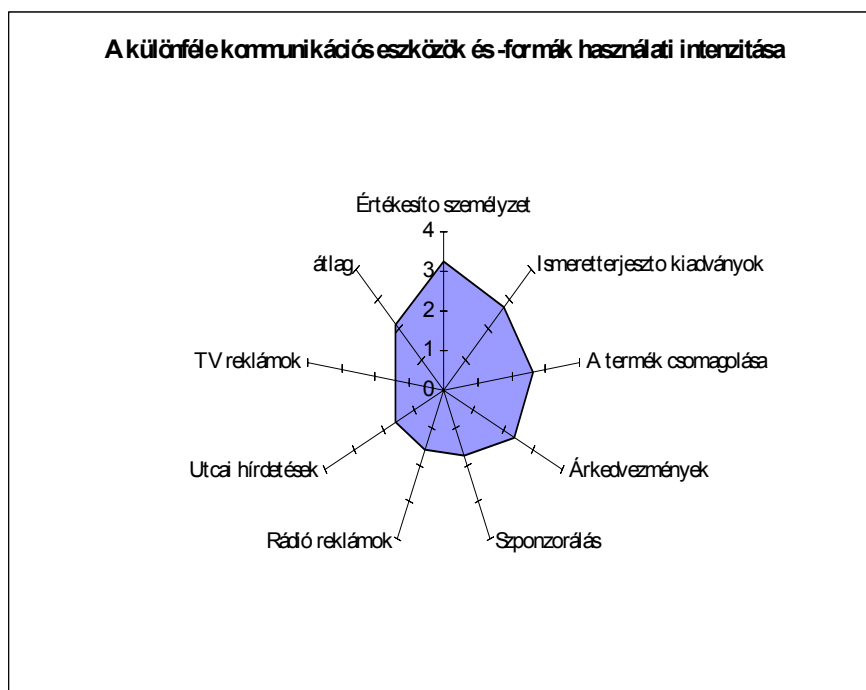 A különféle kommunikációs eszközök és -formák használati intenzitása
Értékesíto személyzet
4
átlag
Ismeretterjeszto kiadványok
3
2
TV reklámok
A termék csomagolása
1
0
Utcai hírdetések
Árkedvezmények
Rádió reklámok
Szponzorálás